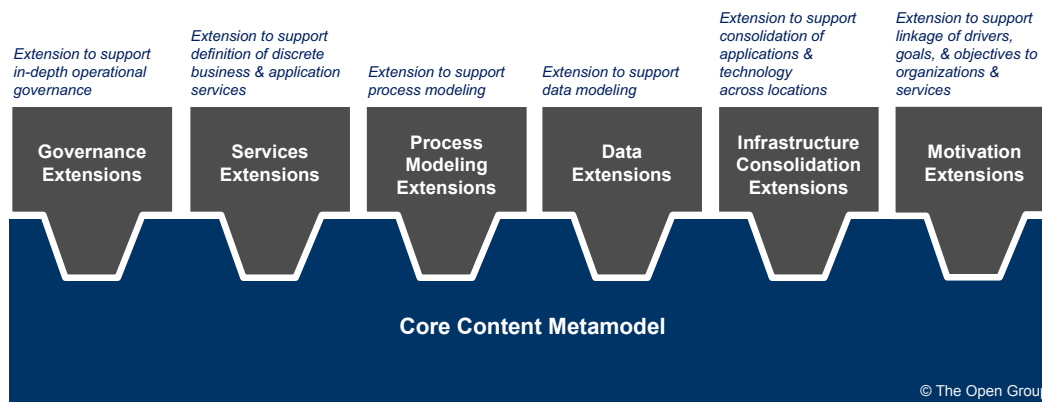 Extension to support
in-depth operational
governance
Extension to support
definition of discrete
business & application
services
Extension to support
process modeling
Extension to support
data modeling
Extension to support
consolidation of
applications &
technology
across locations
Extension to support
linkage of drivers,
goals, & objectives to
organizations &
services
Governance
Extensions
Services
Extensions
Process
Modeling
Extensions
Data
Extensions
Infrastructure
Consolidation
Extensions
Motivation
Extensions
Core Content Metamodel
© The Open Group